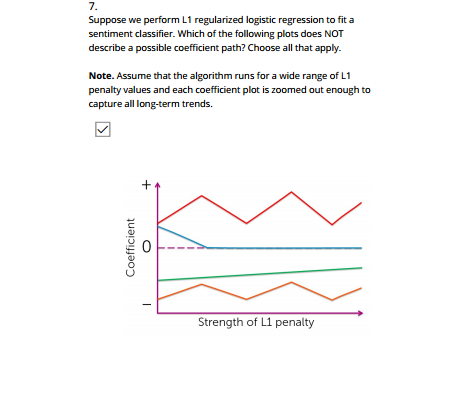 7.
Suppose we perform L1 regularized logistic regression to fit a
sentiment classifier. Which of the following plots does NOT
describe a possible coefficient path? Choose all that apply.
Note. Assume that the algorithm runs for a wide range of L1
penalty values and each coefficient plot is zoomed out enough to
capture all long-term trends.
+
Coefficient
0
−
Strength of L1 penalty